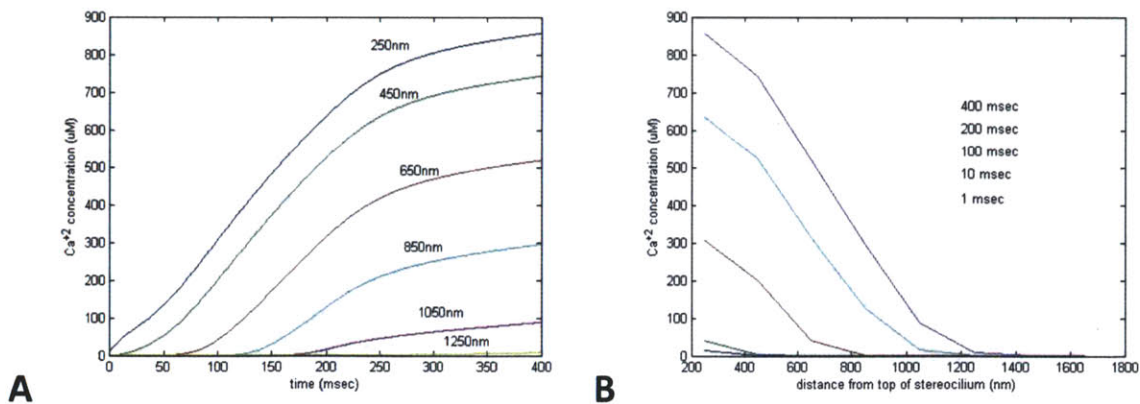 900
800
700
600
500
400
300
200
100
0
Ca+2 concentration (uM)
250nm
450nm
650nm
850nm
1050nm
1250nm
0 50 100 150 200 250 300 350 400
time (msec)
A
900
800
700
600
500
400
300
200
100
0
Ca+2 concentration (uM)
400 msec
200 msec
100 msec
10 msec
1 msec
200 400 600 800 1000 1200 1400 1600 1800
distance from top of stereocilium (nm)
B